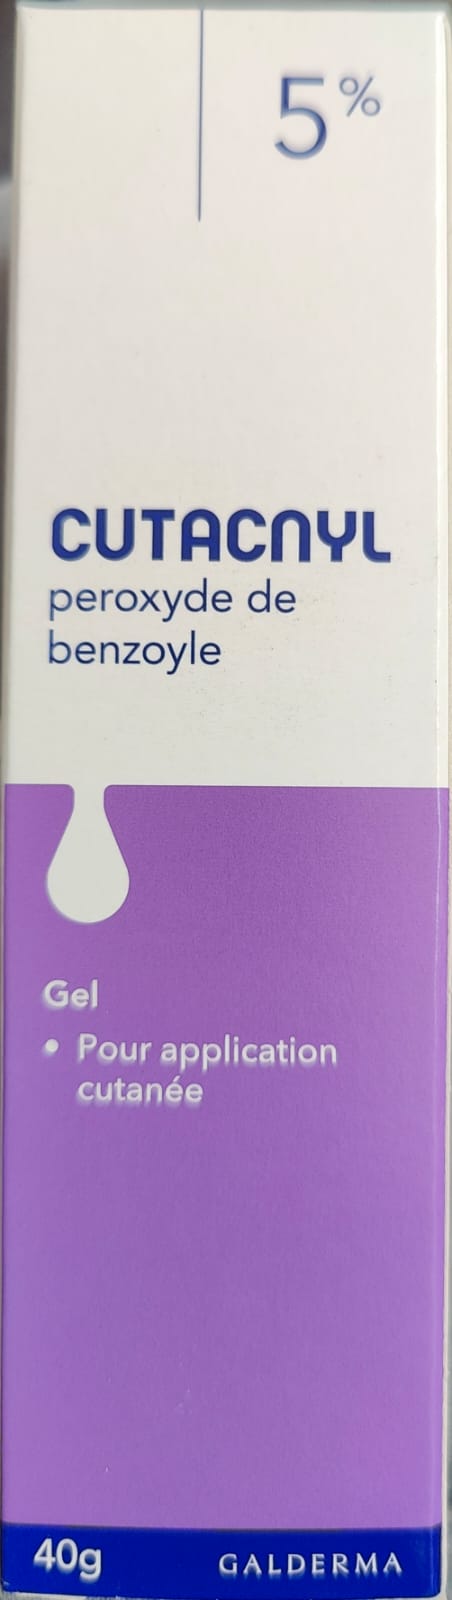 5%
CUTACNYL
peroxyde de
benzoyle
Gel
• Pour application
cutanée
40g GALDERMA